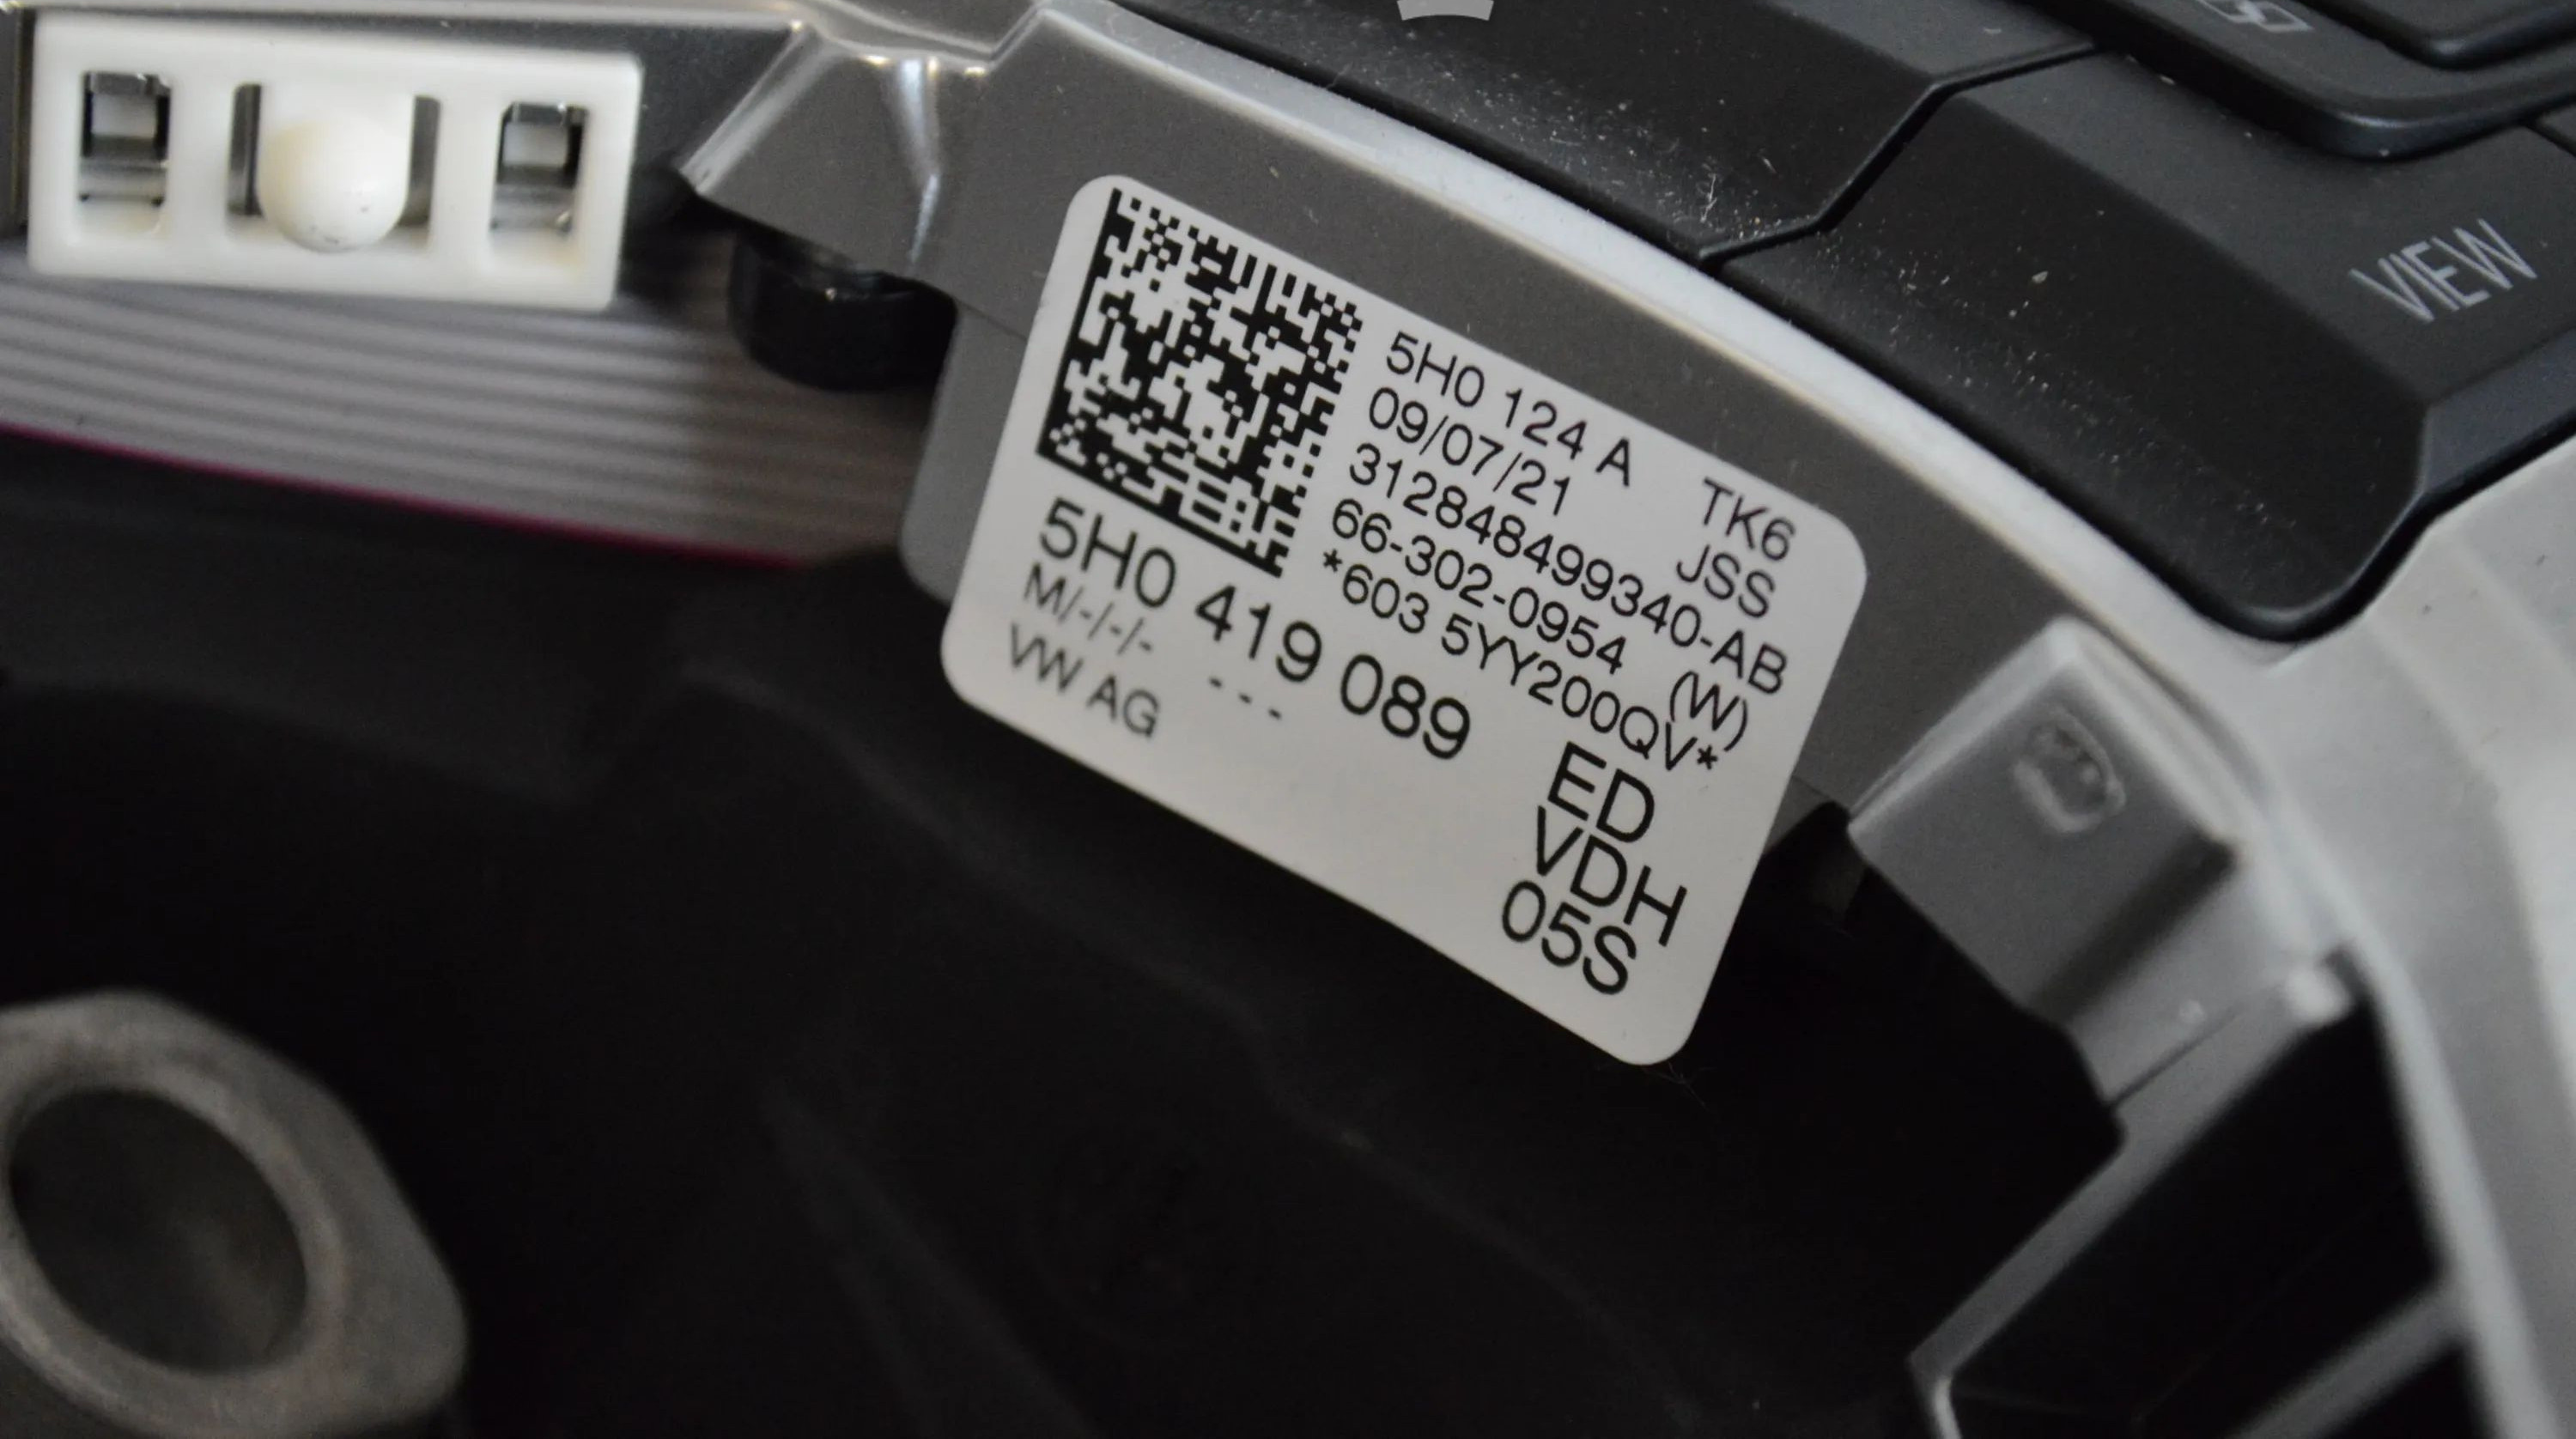 VIEW
5H0 124 A TK6
09/07/21 JSS
312848499340-AB
66-302-0954 (W)
*603 5YY200QV*
5H0 419 089 ED
M/-/-/- --- VDH
VW AG 05S